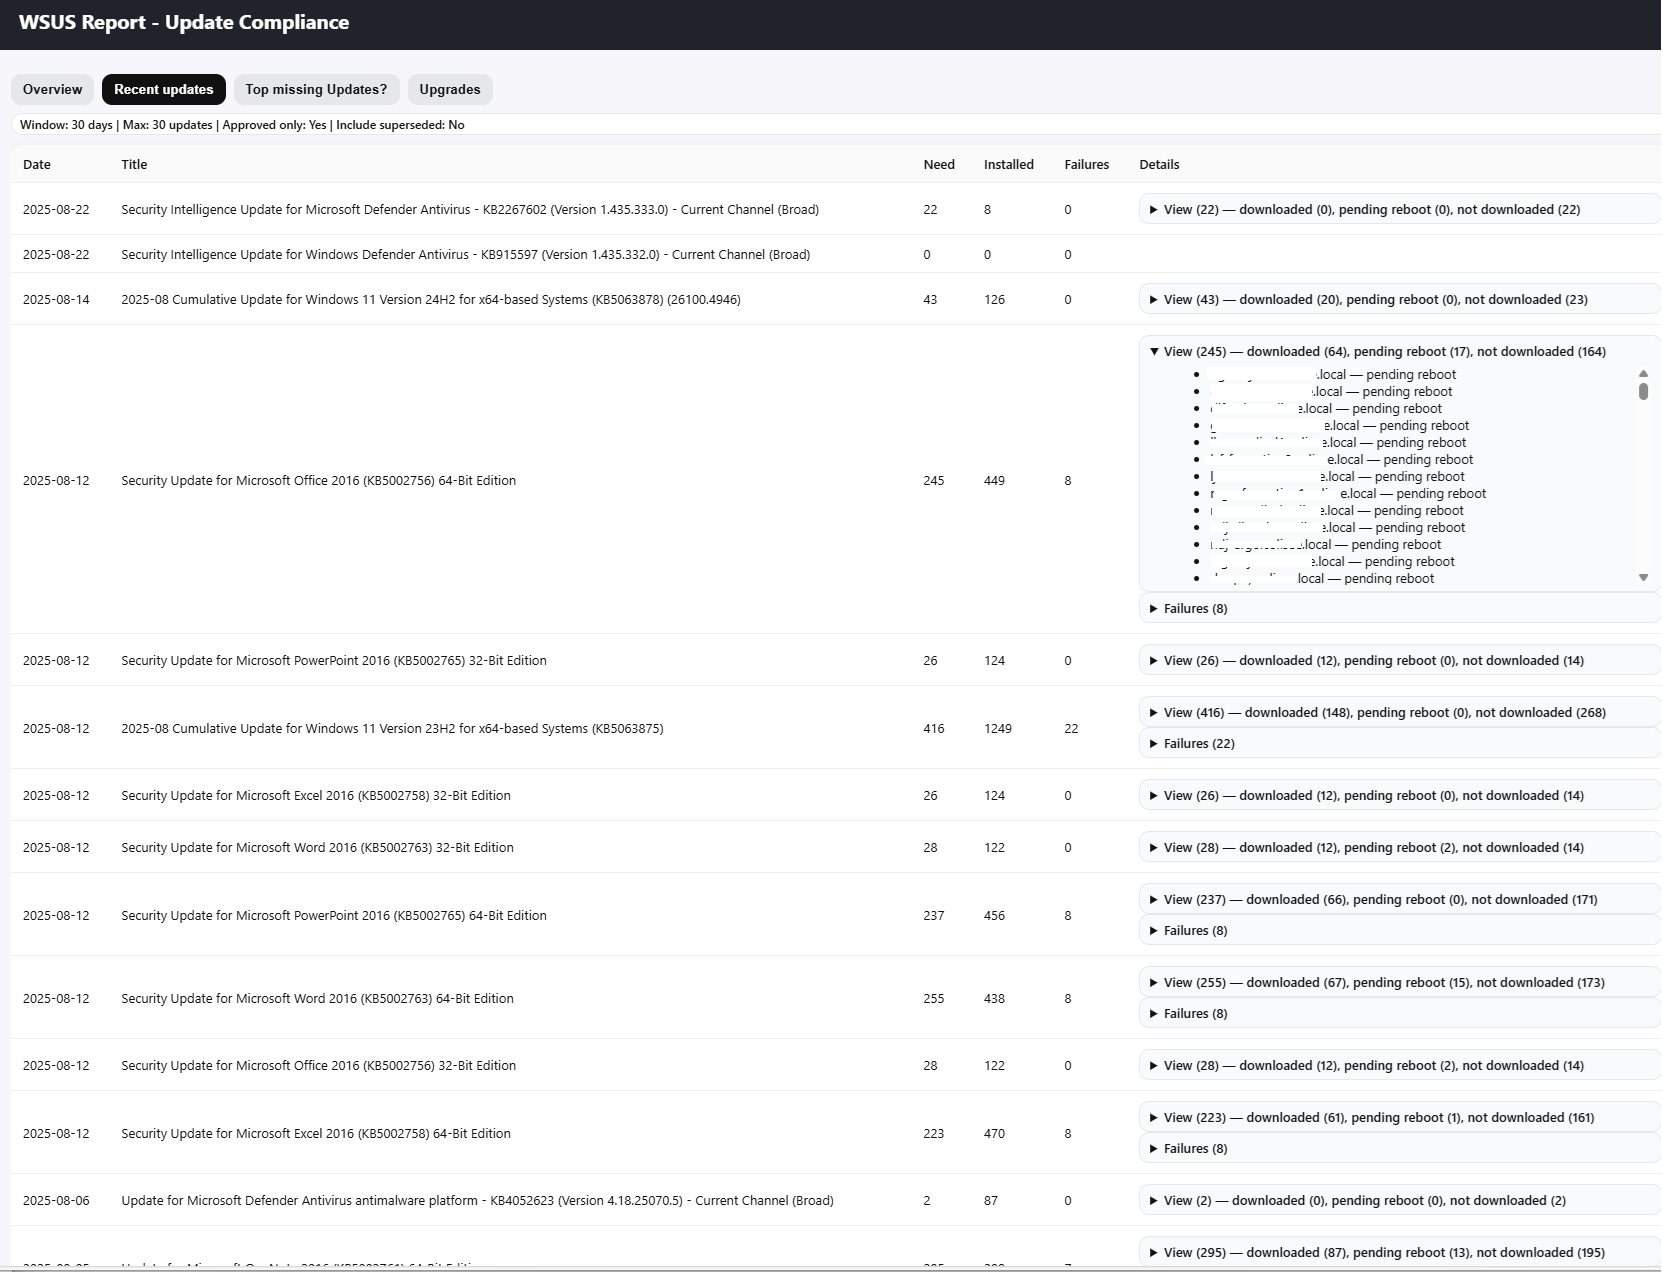 WSUS Report - Update Compliance
Overview Recent updates Top missing Updates? Upgrades
Window: 30 days | Max: 30 updates | Approved only: Yes | Include superseded: No
Date Title Need Installed Failures Details
2025-08-22 Security Intelligence Update for Microsoft Defender Antivirus - KB2267602 (Version 1.435.333.0) - Current Channel (Broad) 22 8 0 View (22) — downloaded (0), pending reboot (0), not downloaded (22)
2025-08-22 Security Intelligence Update for Windows Defender Antivirus - KB915597 (Version 1.435.332.0) - Current Channel (Broad) 0 0 0
2025-08-14 2025-08 Cumulative Update for Windows 11 Version 24H2 for x64-based Systems (KB5063878) (26100.4946) 43 126 0 View (43) — downloaded (20), pending reboot (0), not downloaded (23)
2025-08-12 Security Update for Microsoft Office 2016 (KB5002756) 64-Bit Edition 245 449 8 View (245) — downloaded (64), pending reboot (17), not downloaded (164)
.local — pending reboot
.local — pending reboot
e.local — pending reboot
e.local — pending reboot
e.local — pending reboot
e.local — pending reboot
e.local — pending reboot
e.local — pending reboot
e.local — pending reboot
e.local — pending reboot
.local — pending reboot
e.local — pending reboot
local — pending reboot
Failures (8)
2025-08-12 Security Update for Microsoft PowerPoint 2016 (KB5002765) 32-Bit Edition 26 124 0 View (26) — downloaded (12), pending reboot (0), not downloaded (14)
2025-08-12 2025-08 Cumulative Update for Windows 11 Version 23H2 for x64-based Systems (KB5063875) 416 1249 22 View (416) — downloaded (148), pending reboot (0), not downloaded (268)
Failures (22)
2025-08-12 Security Update for Microsoft Excel 2016 (KB5002758) 32-Bit Edition 26 124 0 View (26) — downloaded (12), pending reboot (0), not downloaded (14)
2025-08-12 Security Update for Microsoft Word 2016 (KB5002763) 32-Bit Edition 28 122 0 View (28) — downloaded (12), pending reboot (2), not downloaded (14)
2025-08-12 Security Update for Microsoft PowerPoint 2016 (KB5002765) 64-Bit Edition 237 456 8 View (237) — downloaded (66), pending reboot (0), not downloaded (171)
Failures (8)
2025-08-12 Security Update for Microsoft Word 2016 (KB5002763) 64-Bit Edition 255 438 8 View (255) — downloaded (67), pending reboot (15), not downloaded (173)
Failures (8)
2025-08-12 Security Update for Microsoft Office 2016 (KB5002756) 32-Bit Edition 28 122 0 View (28) — downloaded (12), pending reboot (2), not downloaded (14)
2025-08-12 Security Update for Microsoft Excel 2016 (KB5002758) 64-Bit Edition 223 470 8 View (223) — downloaded (61), pending reboot (1), not downloaded (161)
Failures (8)
2025-08-06 Update for Microsoft Defender Antivirus antimalware platform - KB4052623 (Version 4.18.25070.5) - Current Channel (Broad) 2 87 0 View (2) — downloaded (0), pending reboot (0), not downloaded (2)
View (295) — downloaded (87), pending reboot (13), not downloaded (195)